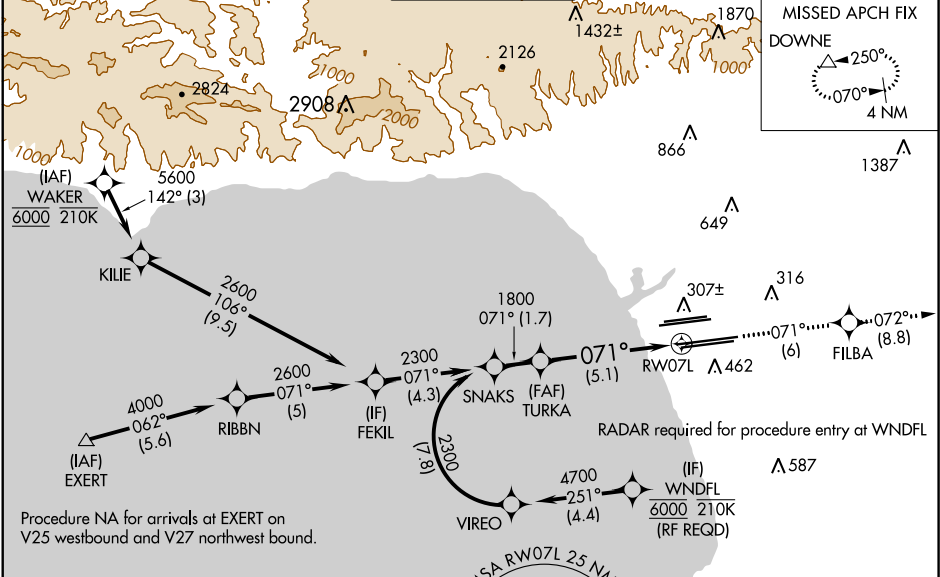 MISSED APCH FIX
DOWNE
250°
070°
4 NM
1870
1432±
2126
1000
1000
2824
2908
2000
866
1387
1000
(IAF)
WAKER
6000 210K
5600
142° (3)
649
KILIE
2600
106°
(9.5)
1800
071° (1.7)
307±
316
071°
(6)
072°
(8.8)
FILBA
RW07L
462
2300
071°
(4.3)
071°
(5.1)
SNAKS
(FAF)
TURKA
2600
071°
(5)
(IF)
FEKIL
4000
062°
(5.6)
RIBBN
(IAF)
EXERT
RADAR required for procedure entry at WNDFL
2300
(7.8)
587
4700
251°
(4.4)
(IF)
WNDFL
6000 210K
(RF REQD)
VIREO
Procedure NA for arrivals at EXERT on
V25 westbound and V27 northwest bound.
RW07L 25